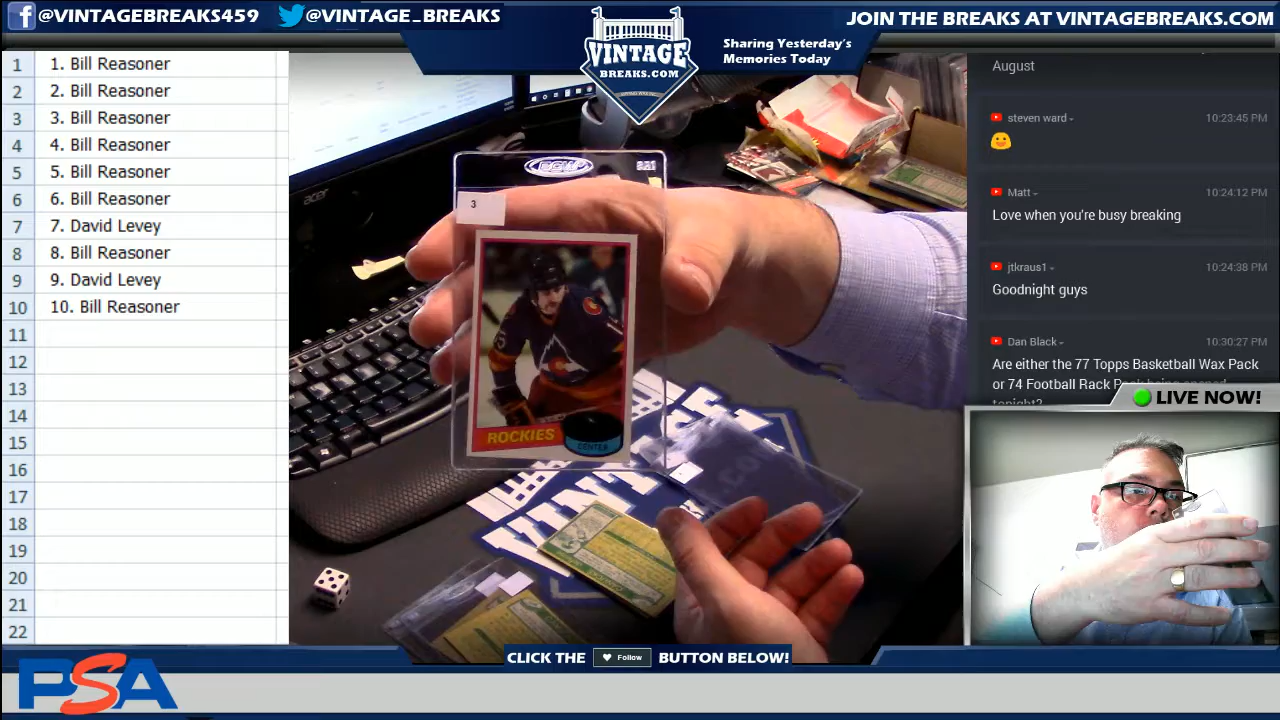 @VINTAGEBREAKS459
@VINTAGE_BREAKS
VINTAGE
BREAKS.COM
Sharing Yesterday's
Memories Today
JOIN THE BREAKS AT VINTAGEBREAKS.COM
1 1. Bill Reasoner
2 2. Bill Reasoner
3 3. Bill Reasoner
4 4. Bill Reasoner
5 5. Bill Reasoner
6 6. Bill Reasoner
7 7. David Levey
8 8. Bill Reasoner
9 9. David Levey
10 10. Bill Reasoner
11
12
13
14
15
16
17
18
19
20
21
22
acer
3
ROCKIES
CENTER
August
steven ward 10:23:45 PM
Matt 10:24:12 PM
Love when you're busy breaking
jtkraus1 10:24:38 PM
Goodnight guys
Dan Black 10:30:27 PM
Are either the 77 Topps Basketball Wax Pack
or 74 Football Rack Pack being opened
tonight?
LIVE NOW!
CLICK THE Follow BUTTON BELOW!
PSA